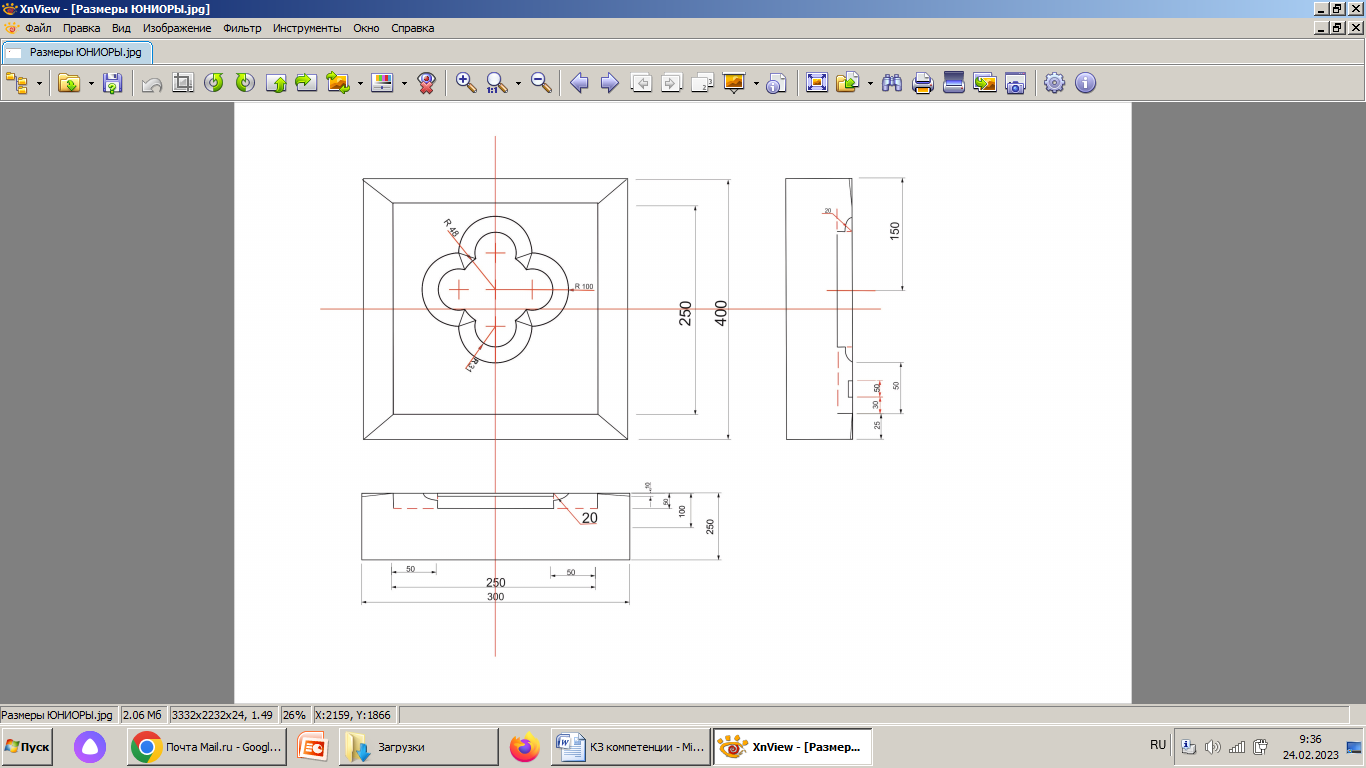 XnView - [Размеры ЮНИОРЫ.jpg]
Файл Правка Вид Изображение Фильтр Инструменты Окно Справка
Размеры ЮНИОРЫ.jpg
1:1
R 48
R 100
R 31
250
400
20
150
50
30
50
25
20
10
50
100
250
50
50
250
300
Размеры ЮНИОРЫ.jpg 2.06 Мб 3332x2232x24, 1.49 26% X:2159, Y:1866
Пуск
Почта Mail.ru - Googl...
Загрузки
КЗ компетенции - Mi...
XnView - [Размер...
RU
9:36
24.02.2023